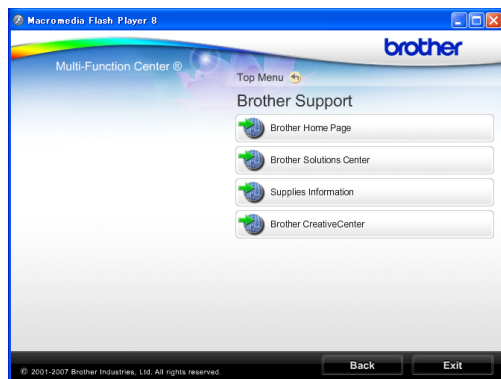 Macromedia Flash Player 8
brother
Multi-Function Center ®
Top Menu
Brother Support
Brother Home Page
Brother Solutions Center
Supplies Information
Brother CreativeCenter
© 2001-2007 Brother Industries, Ltd. All rights reserved.
Back
Exit